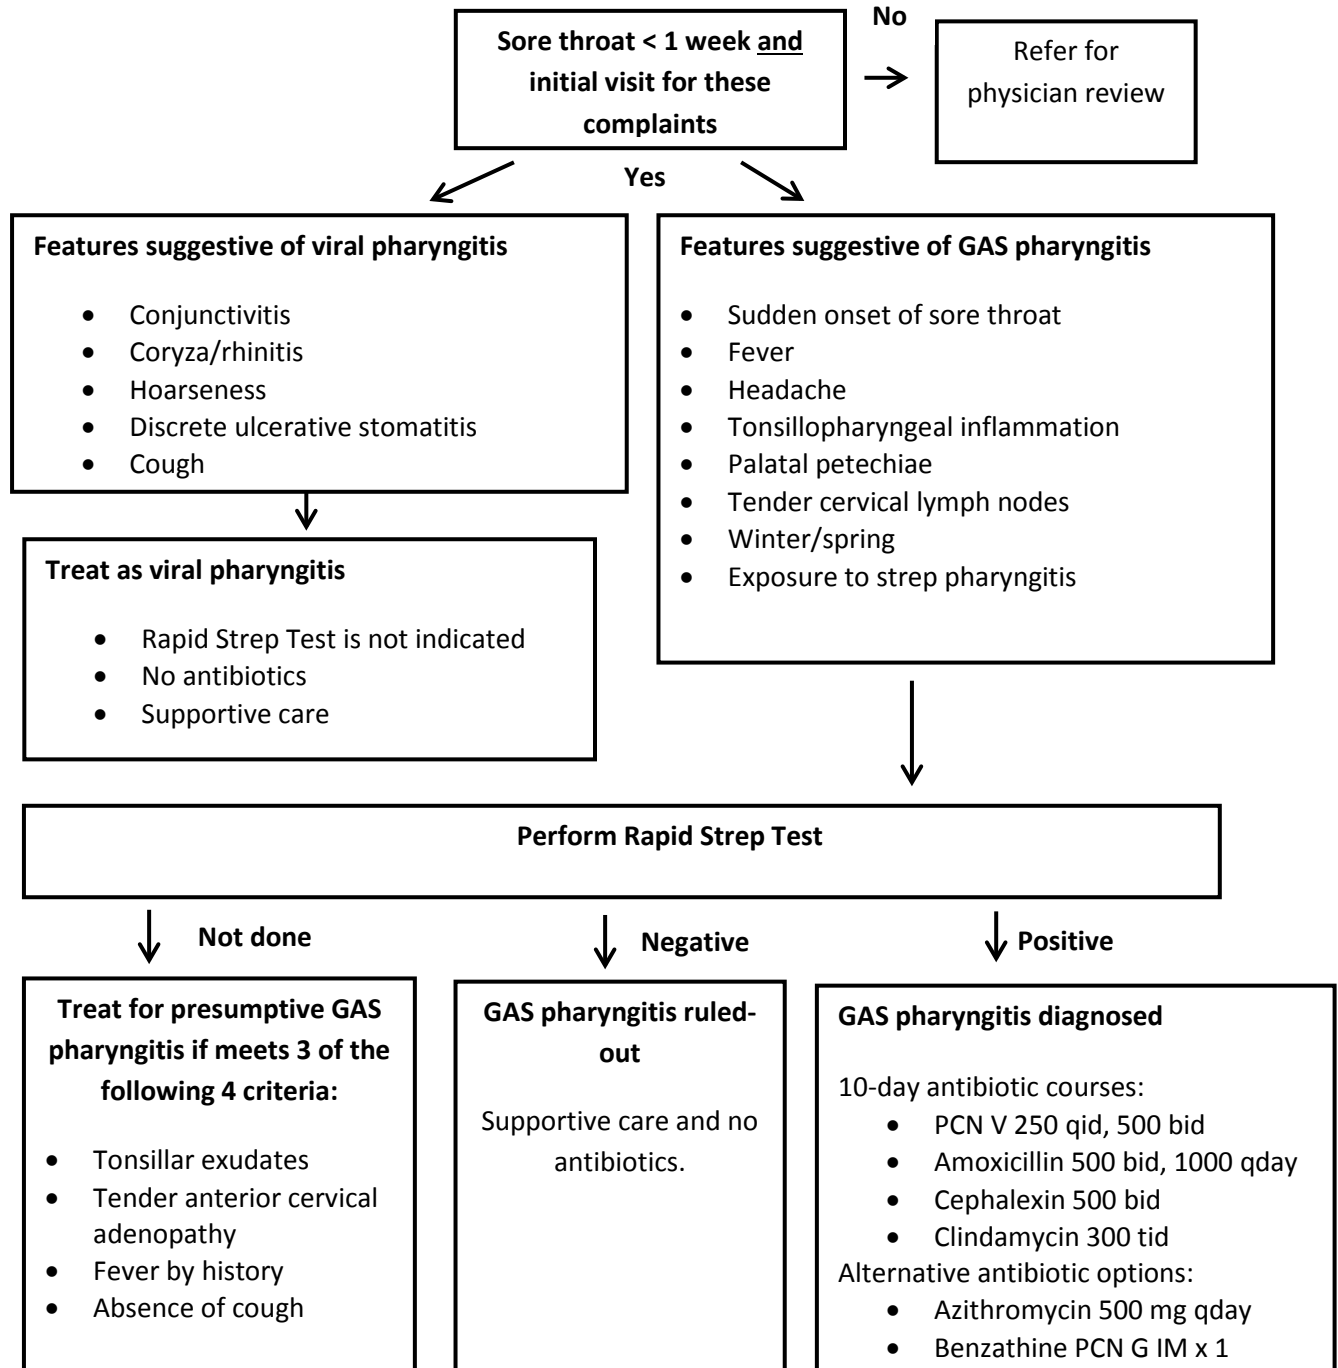 Sore throat < 1 week and
initial visit for these
complaints
No
Refer for
physician review
Yes
Features suggestive of viral pharyngitis
• Conjunctivitis
• Coryza/rhinitis
• Hoarseness
• Discrete ulcerative stomatitis
• Cough
Features suggestive of GAS pharyngitis
• Sudden onset of sore throat
• Fever
• Headache
• Tonsillopharyngeal inflammation
• Palatal petechiae
• Tender cervical lymph nodes
• Winter/spring
• Exposure to strep pharyngitis
Treat as viral pharyngitis
• Rapid Strep Test is not indicated
• No antibiotics
• Supportive care
Perform Rapid Strep Test
Not done
Negative
Positive
Treat for presumptive GAS
pharyngitis if meets 3 of the
following 4 criteria:
• Tonsillar exudates
• Tender anterior cervical
adenopathy
• Fever by history
• Absence of cough
GAS pharyngitis ruled-
out
Supportive care and no
antibiotics.
GAS pharyngitis diagnosed
10-day antibiotic courses:
• PCN V 250 qid, 500 bid
• Amoxicillin 500 bid, 1000 qday
• Cephalexin 500 bid
• Clindamycin 300 tid
Alternative antibiotic options:
• Azithromycin 500 mg qday
• Benzathine PCN G IM x 1